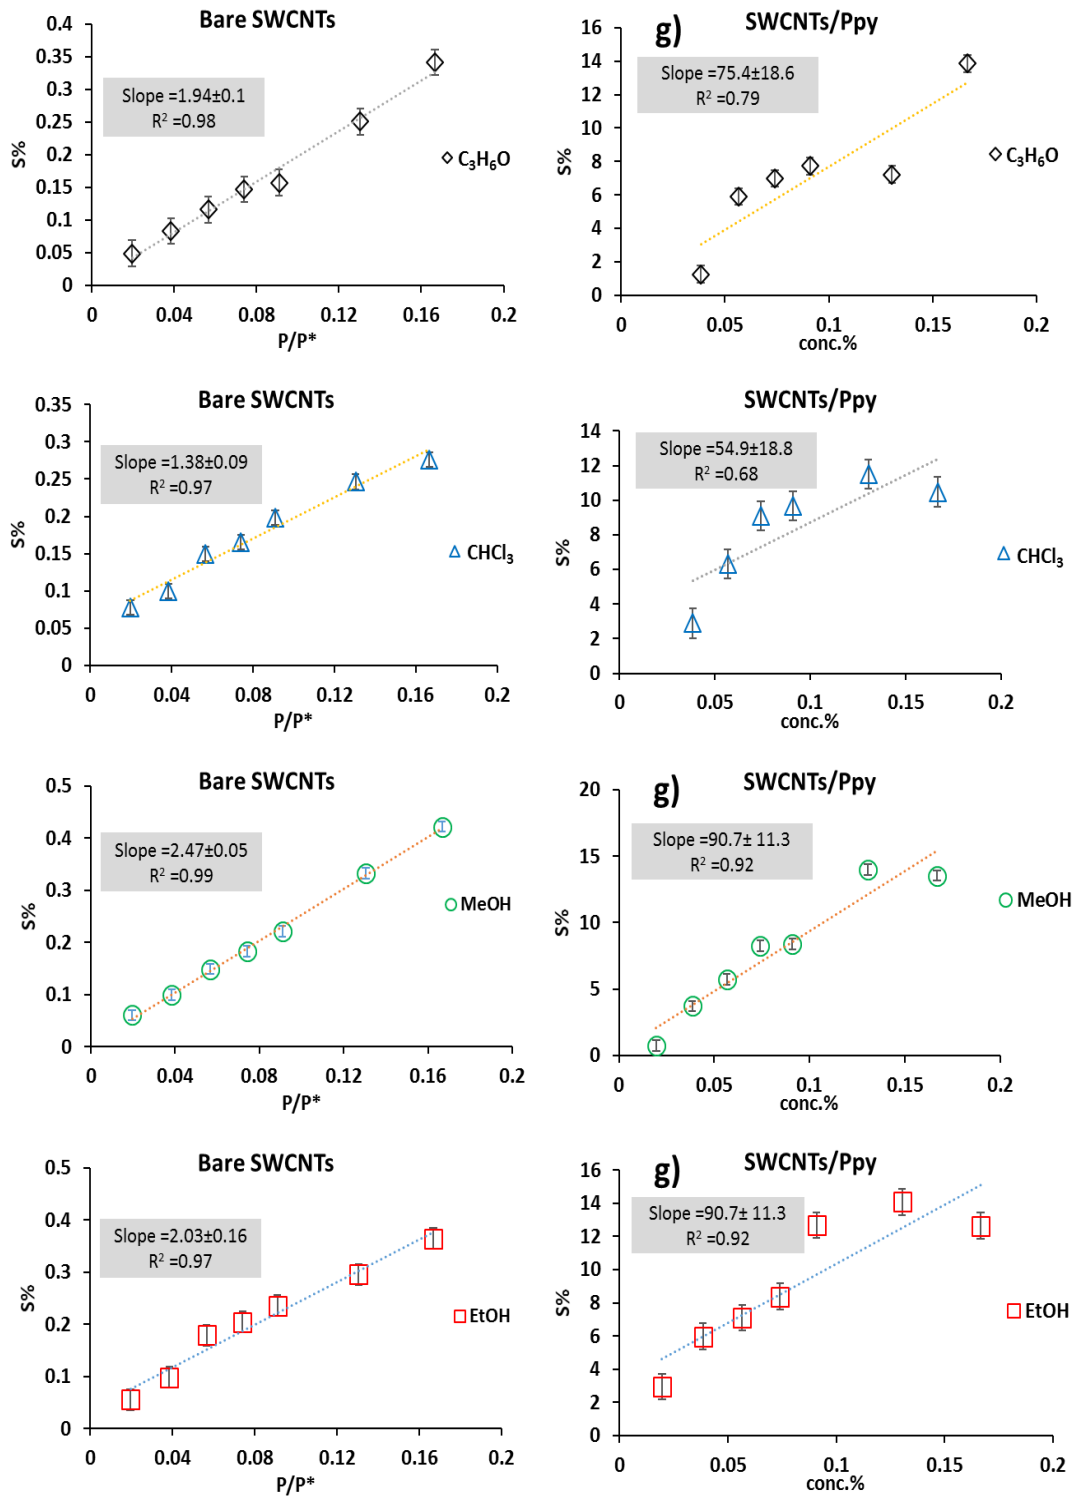 Bare SWCNTs
0.4
0.35
0.3
0.25
0.2
0.15
0.1
0.05
0
S%
Slope =1.94±0.1
R² =0.98
C₃H₆O
0 0.04 0.08 0.12 0.16 0.2
P/P*
g)
SWCNTs/Ppy
16
14
12
10
8
6
4
2
0
S%
Slope =75.4±18.6
R² =0.79
C₃H₆O
0 0.05 0.1 0.15 0.2
conc.%
Bare SWCNTs
0.35
0.3
0.25
0.2
0.15
0.1
0.05
0
S%
Slope =1.38±0.09
R² =0.97
CHCl₃
0 0.04 0.08 0.12 0.16 0.2
P/P*
SWCNTs/Ppy
14
12
10
8
6
4
2
0
S%
Slope =54.9±18.8
R² =0.68
CHCl₃
0 0.05 0.1 0.15 0.2
conc.%
Bare SWCNTs
0.5
0.4
0.3
0.2
0.1
0
S%
Slope =2.47±0.05
R² =0.99
MeOH
0 0.04 0.08 0.12 0.16 0.2
P/P*
g)
SWCNTs/Ppy
20
15
10
5
0
S%
Slope =90.7± 11.3
R² =0.92
MeOH
0 0.05 0.1 0.15 0.2
conc.%
Bare SWCNTs
0.5
0.4
0.3
0.2
0.1
0
S%
Slope =2.03±0.16
R² =0.97
EtOH
0 0.04 0.08 0.12 0.16 0.2
P/P*
g)
SWCNTs/Ppy
16
14
12
10
8
6
4
2
0
S%
Slope =90.7± 11.3
R² =0.92
EtOH
0 0.05 0.1 0.15 0.2
conc.%